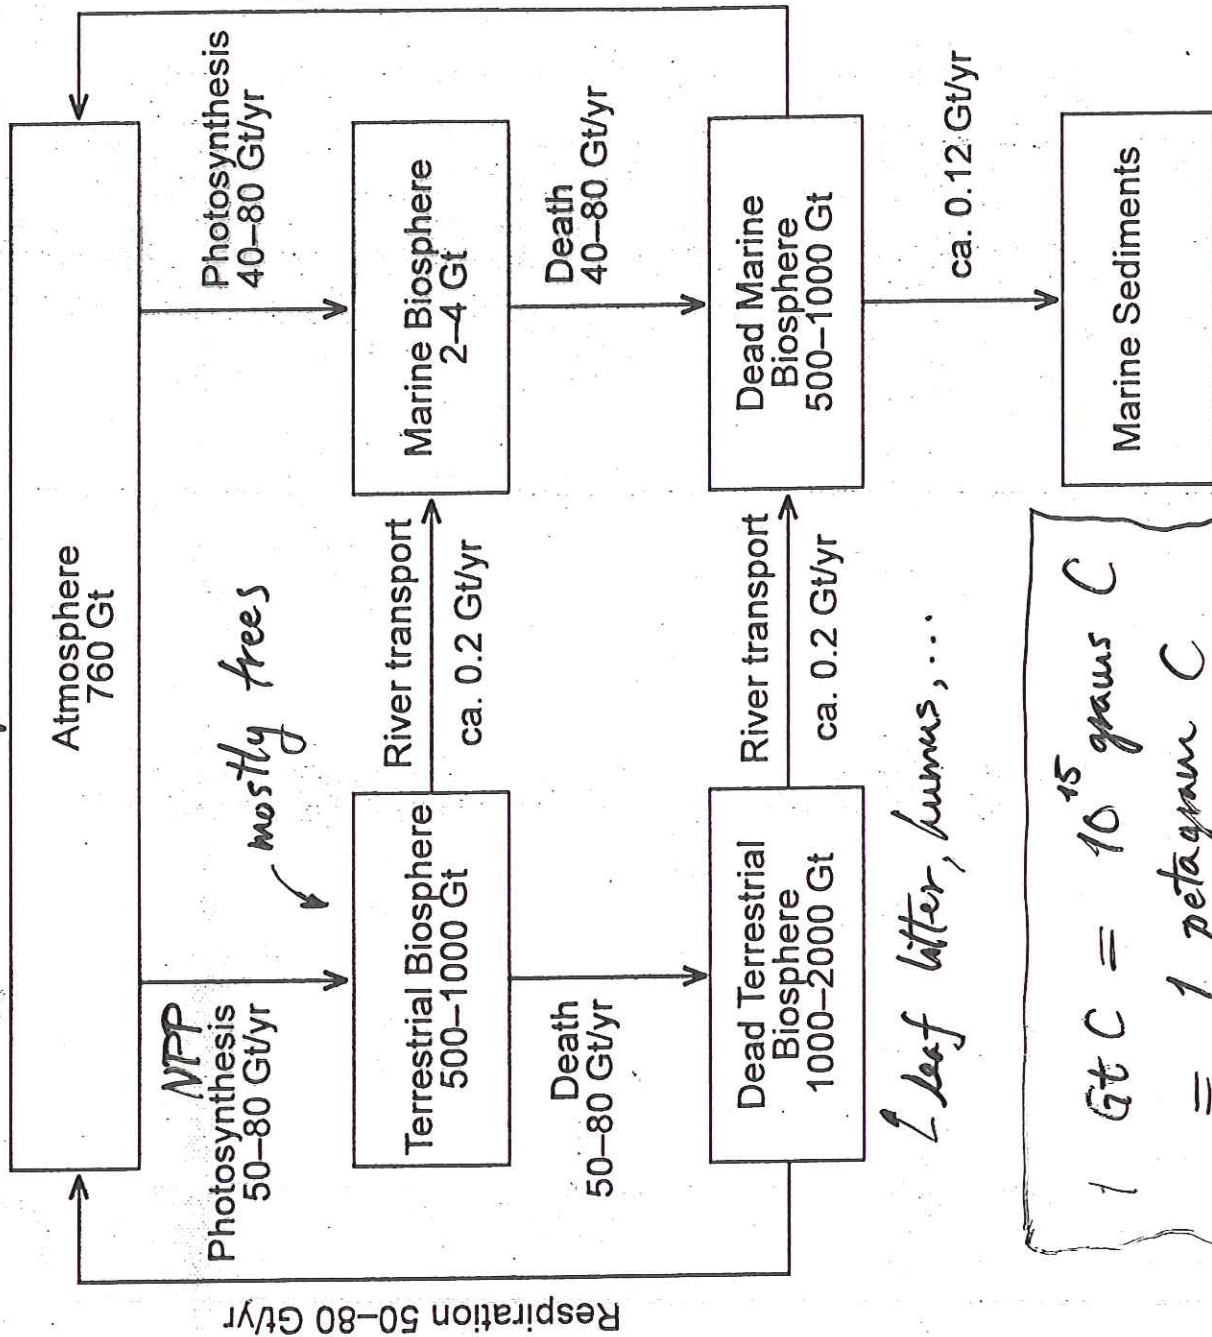 Atmosphere
760 Gt
NPP
Photosynthesis
50–80 Gt/yr
mostly trees
Photosynthesis
40–80 Gt/yr
Terrestrial Biosphere
500–1000 Gt
River transport
ca. 0.2 Gt/yr
Marine Biosphere
2–4 Gt
Respiration 50–80 Gt/yr
Death
50–80 Gt/yr
Death
40–80 Gt/yr
Dead Terrestrial
Biosphere
1000–2000 Gt
River transport
ca. 0.2 Gt/yr
Dead Marine
Biosphere
500–1000 Gt
leaf litter, humus,...
ca. 0.12 Gt/yr
1 Gt C = 10¹⁵ grams C
= 1 petagram C
Marine Sediments